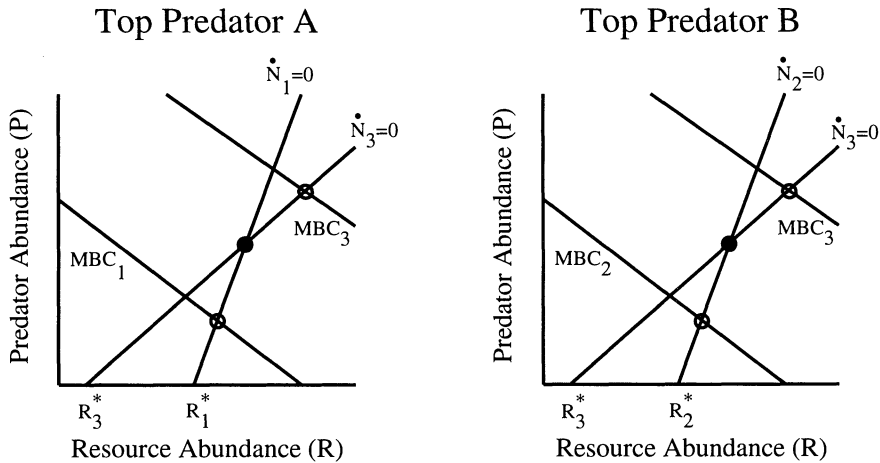 Top Predator A
Ṅ1=0
Ṅ3=0
MBC3
MBC1
Predator Abundance (P)
R3*
R1*
Resource Abundance (R)
Top Predator B
Ṅ2=0
Ṅ3=0
MBC3
MBC2
Predator Abundance (P)
R3*
R2*
Resource Abundance (R)